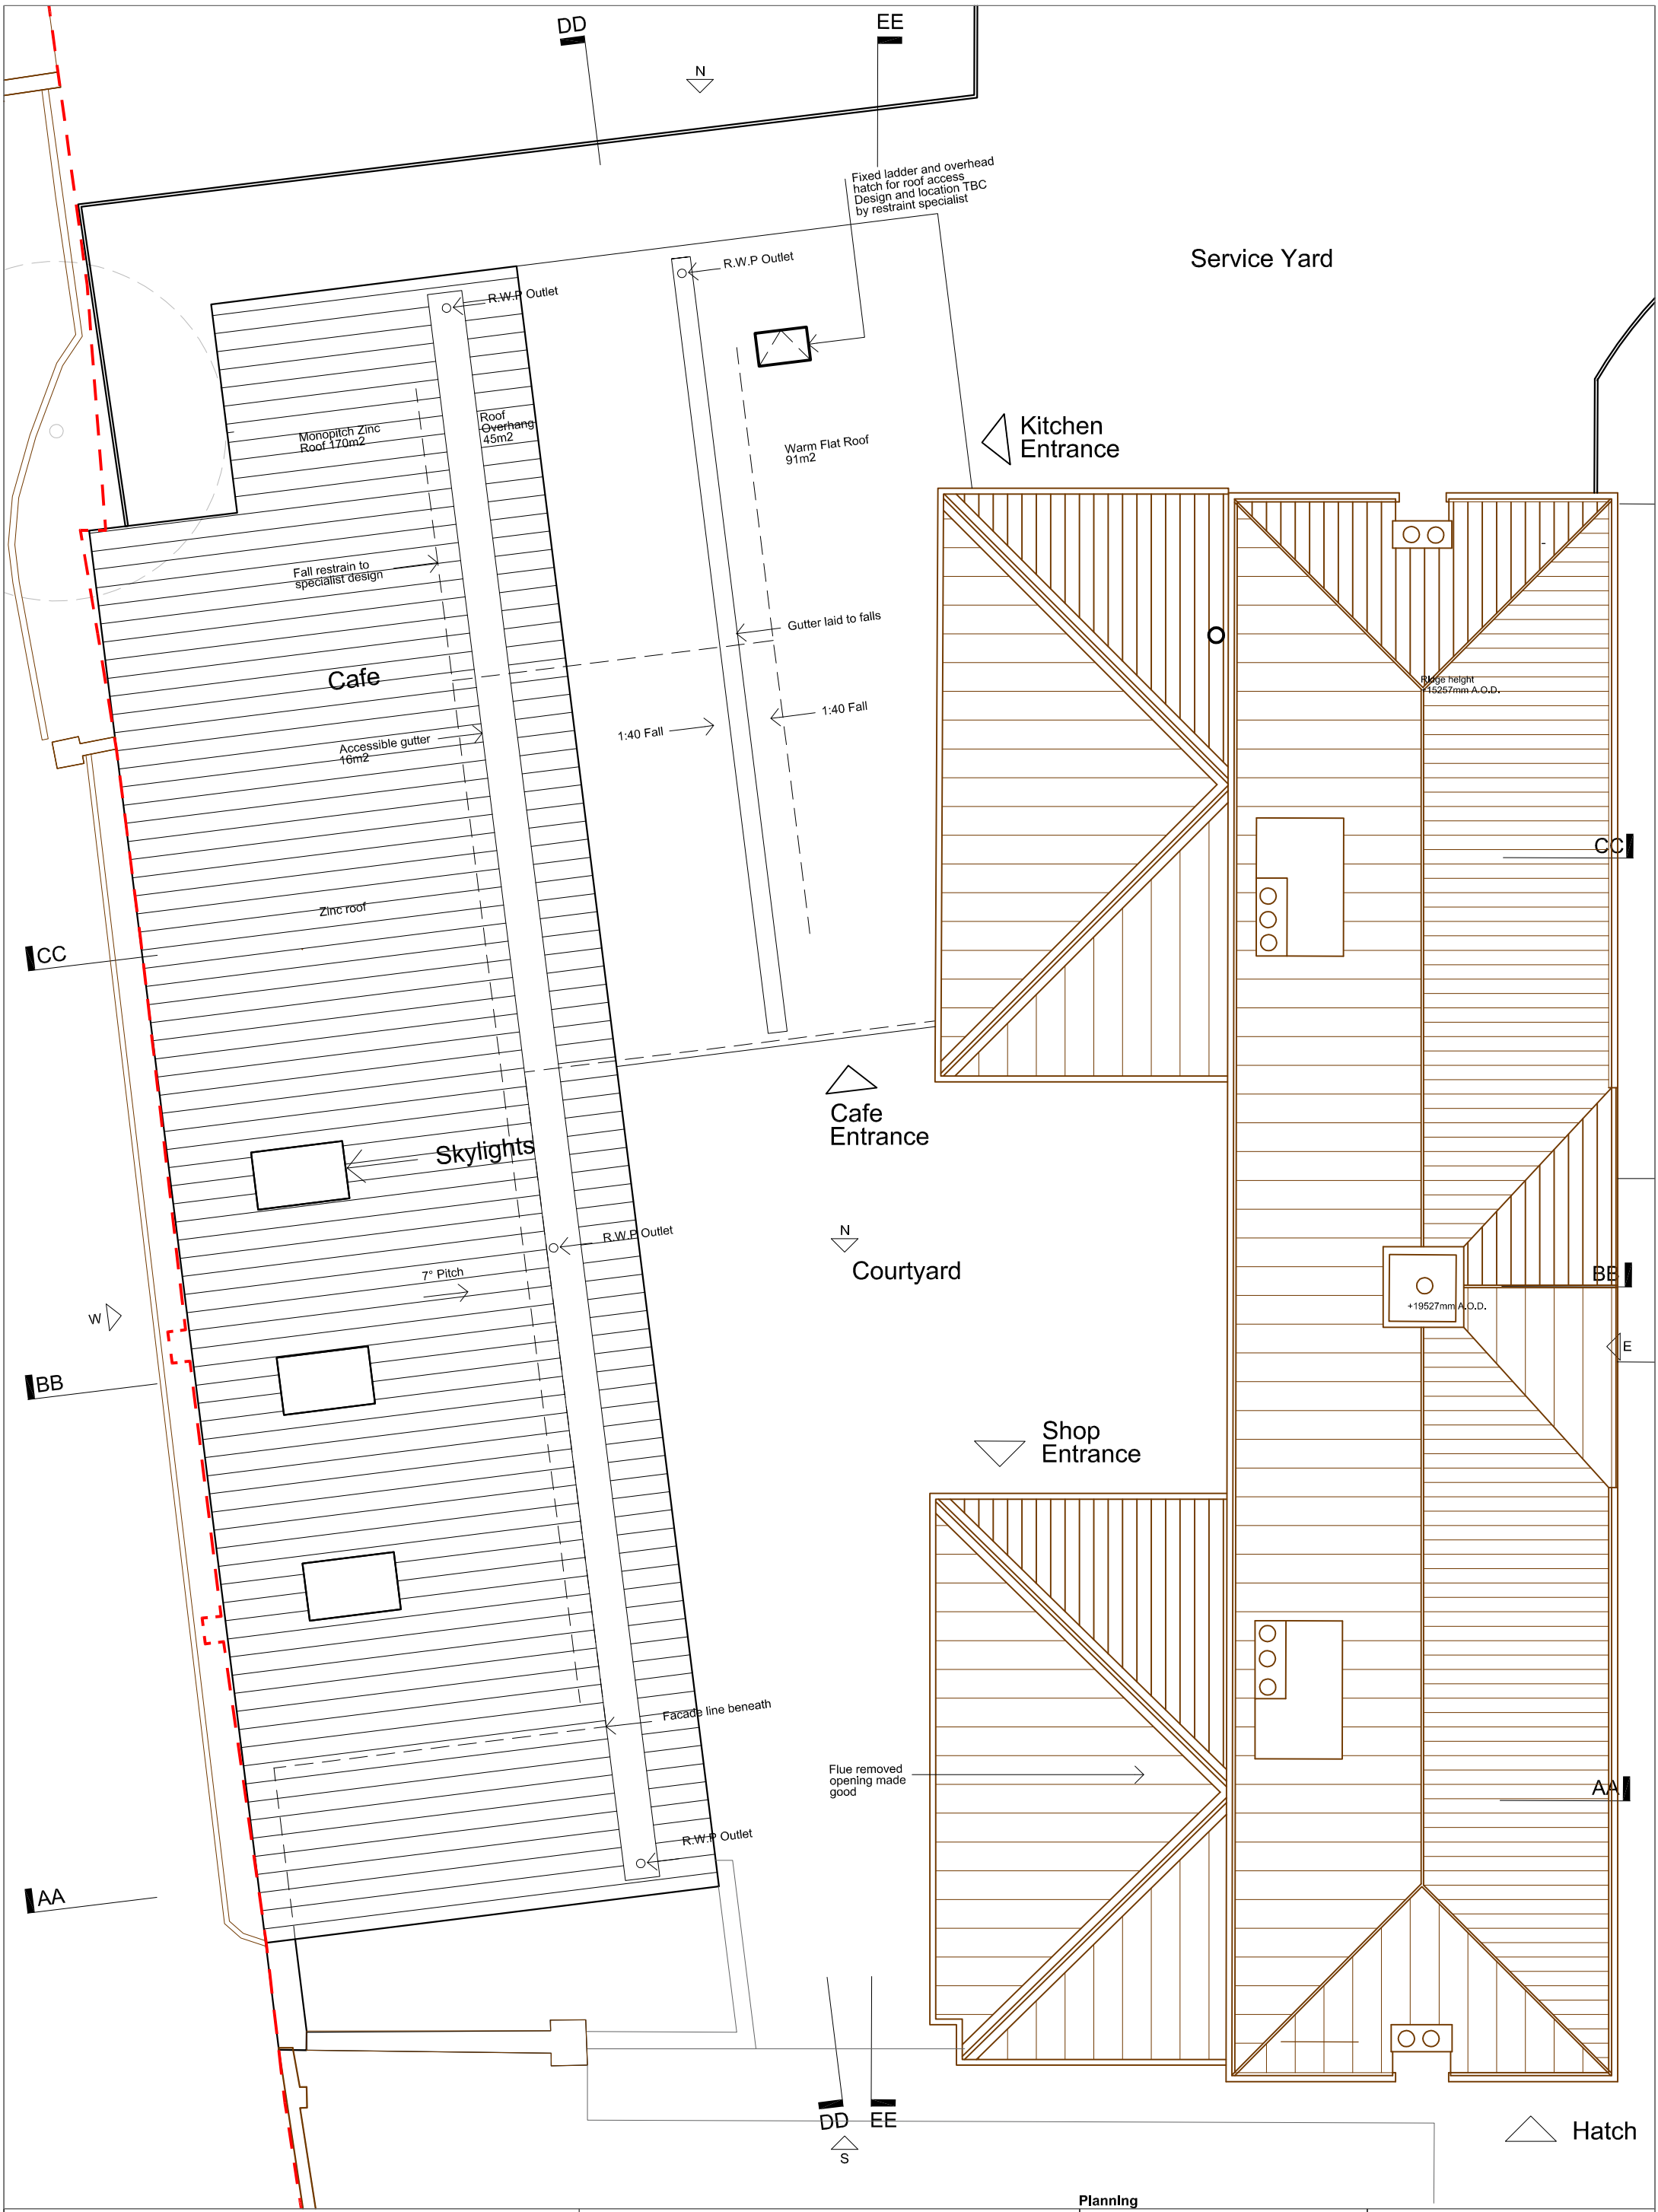 DD
EE
N
Fixed ladder and overhead
hatch for roof access
Design and location TBC
by restraint specialist
Service Yard
R.W.P Outlet
R.W.P Outlet
Roof
Overhang
45m2
Monopitch Zinc
Roof 170m2
Warm Flat Roof
91m2
Kitchen
Entrance
Fall restrain to
specialist design
Gutter laid to falls
Cafe
Ridge height
+15257mm A.O.D.
1:40 Fall
1:40 Fall
Accessible gutter
16m2
CC
Zinc roof
CC
Cafe
Entrance
Skylights
R.W.P Outlet
N
Courtyard
7° Pitch
BB
+19527mm A.O.D.
W
E
BB
Shop
Entrance
Facade line beneath
Flue removed
opening made
good
AA
R.W.P Outlet
AA
DD
EE
S
Hatch
Planning